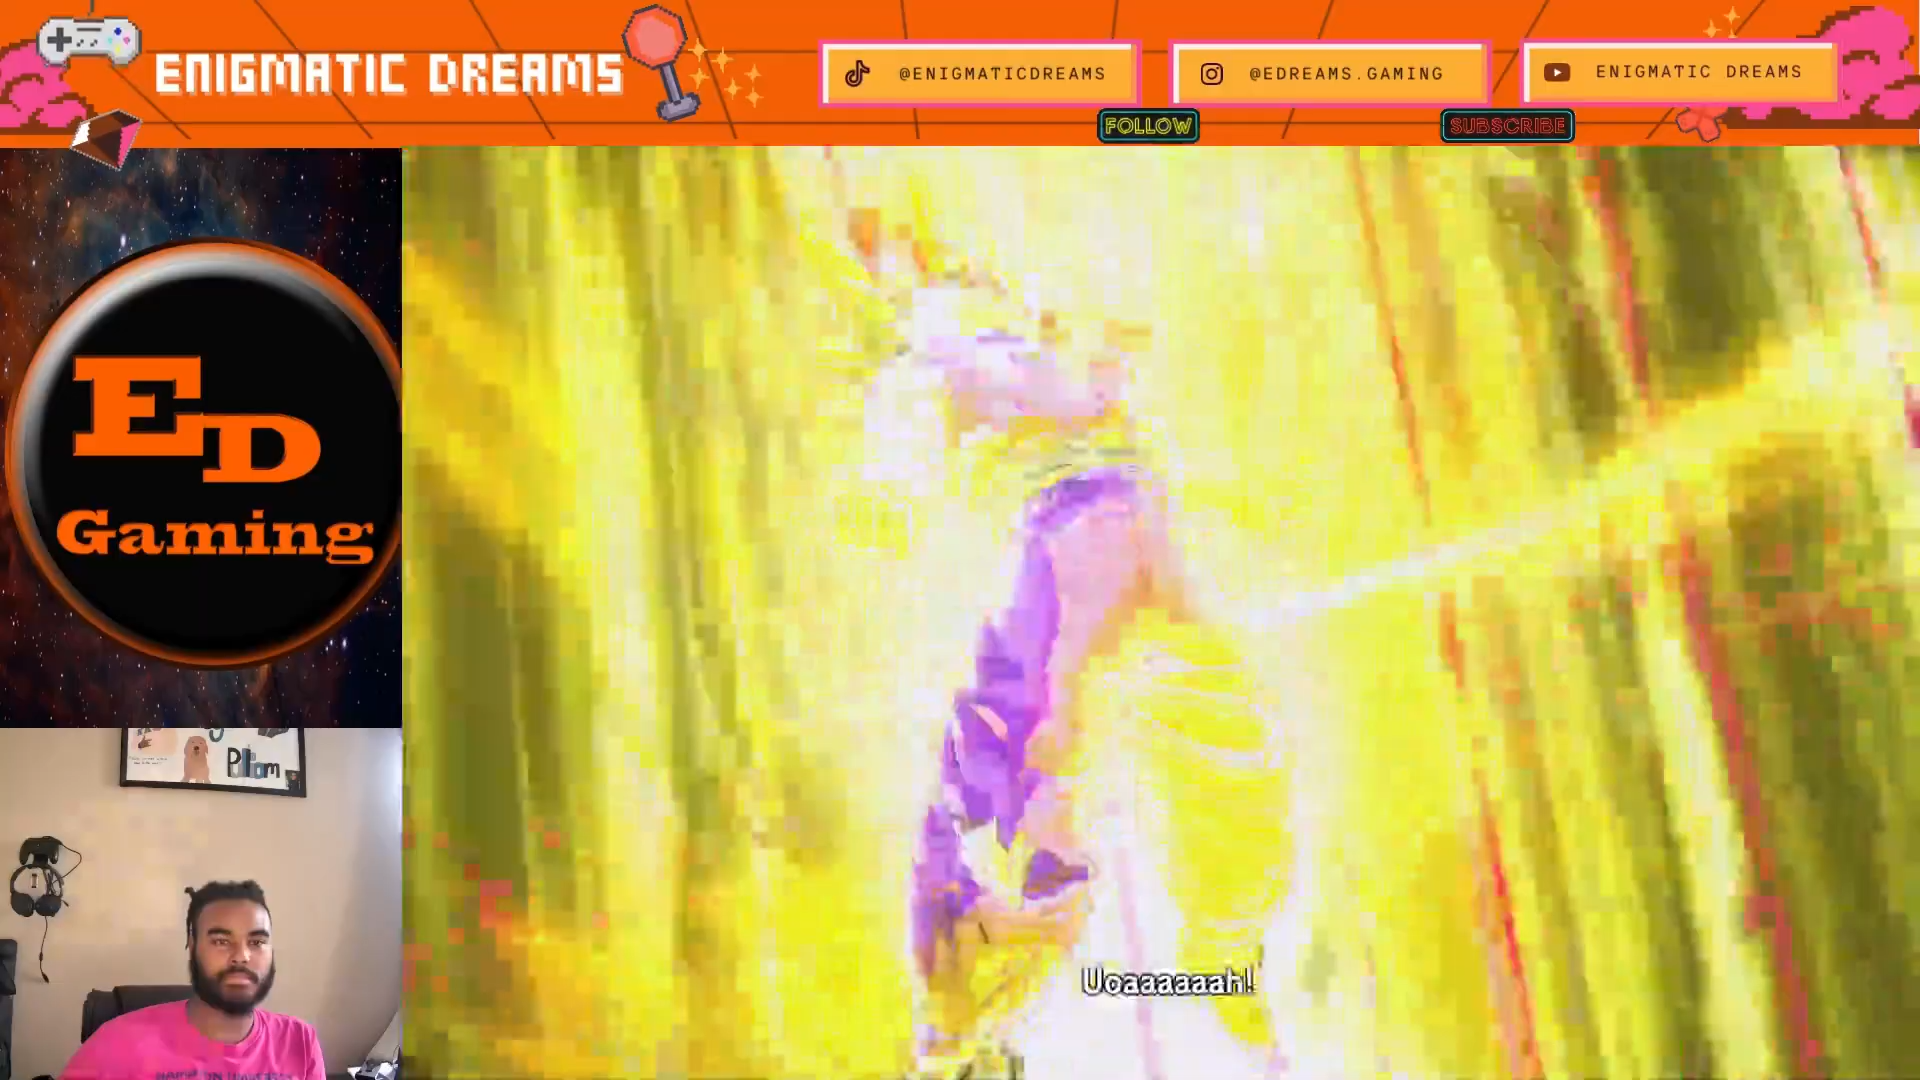 ENIGMATIC DREAMS
@ENIGMATICDREAMS
@EDREAMS.GAMING
ENIGMATIC DREAMS
FOLLOW
SUBSCRIBE
ED
Gaming
Uoaaaaaah!